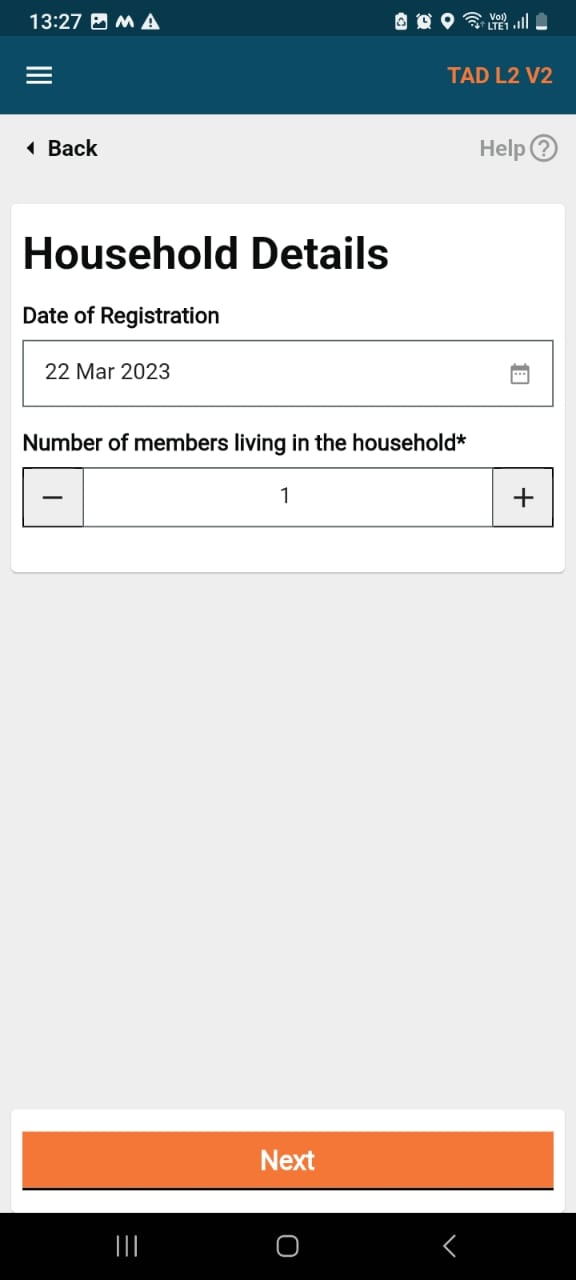 13:27
Vo))
LTE1
TAD L2 V2
Back
Help ?
Household Details
Date of Registration
22 Mar 2023
Number of members living in the household*
− 1 +
Next